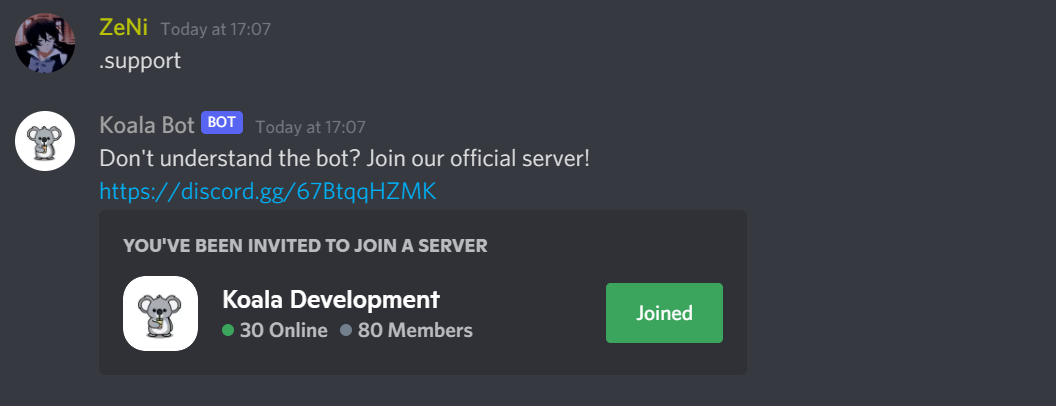 ZeNi Today at 17:07
.support
Koala Bot BOT Today at 17:07
Don't understand the bot? Join our official server!
https://discord.gg/67BtqqHZMK
YOU'VE BEEN INVITED TO JOIN A SERVER
Koala Development
30 Online 80 Members
Joined